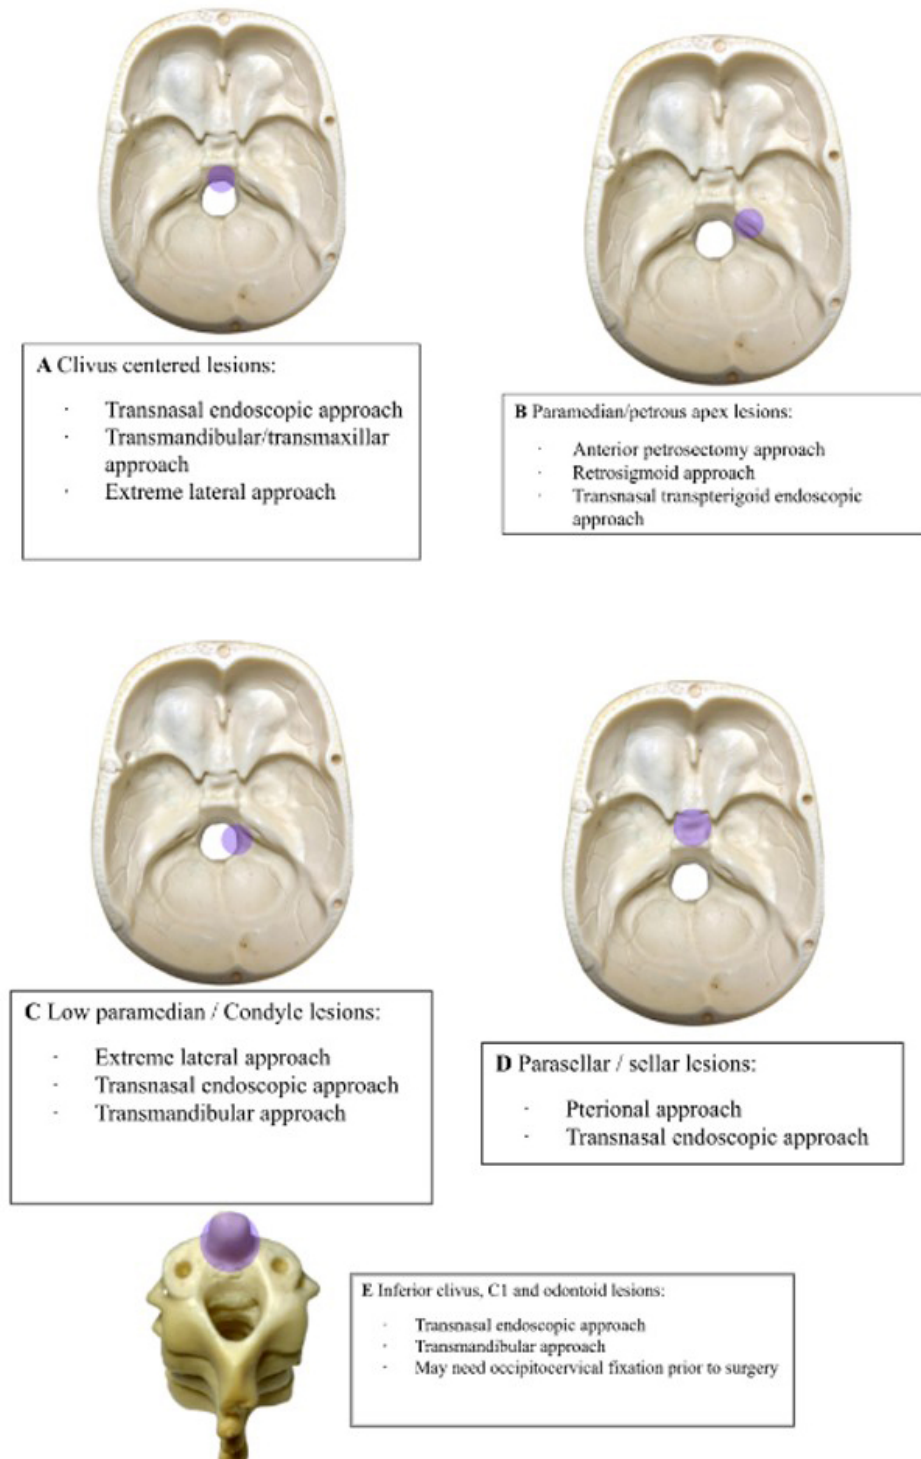 A Clivus centered lesions:
· Transnasal endoscopic approach
· Transmandibular/transmaxillar
approach
· Extreme lateral approach
B Paramedian/petrous apex lesions:
· Anterior petrosectomy approach
· Retrosigmoid approach
· Transnasal transpterigoid endoscopic
approach
C Low paramedian / Condyle lesions:
· Extreme lateral approach
· Transnasal endoscopic approach
· Transmandibular approach
D Parasellar / sellar lesions:
· Pterional approach
· Transnasal endoscopic approach
E Inferior clivus, C1 and odontoid lesions:
· Transnasal endoscopic approach
· Transmandibular approach
· May need occipitocervical fixation prior to surgery